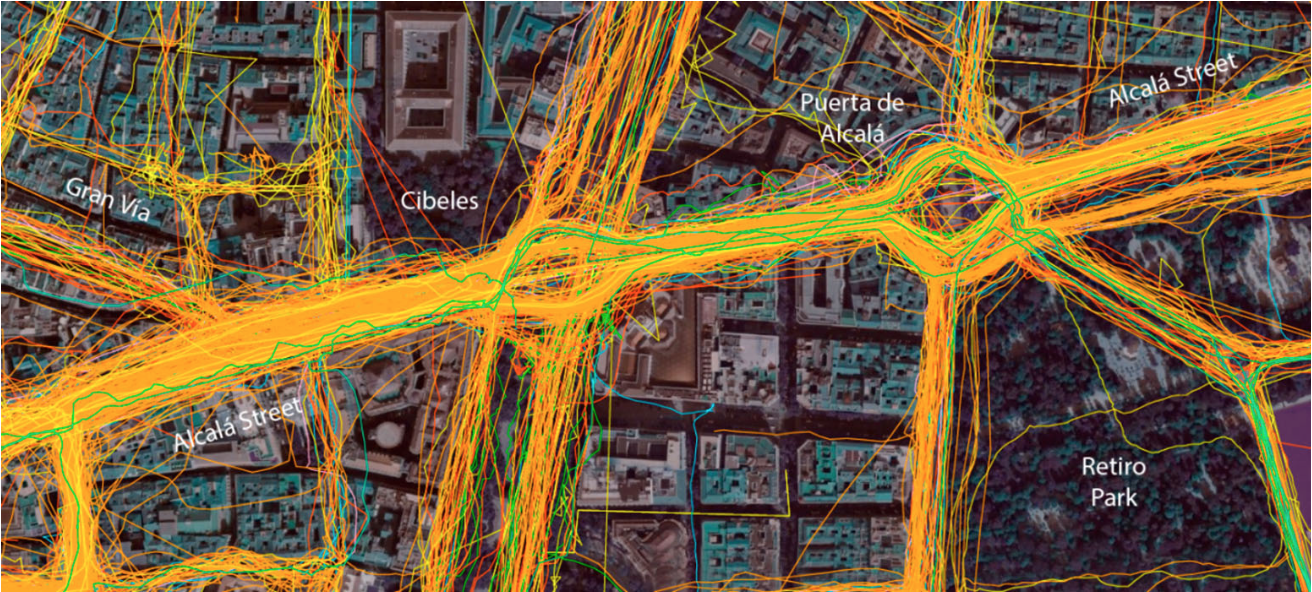 Alcalá Street
Puerta de
Alcalá
Gran Vía
Cibeles
Alcalá Street
Retiro
Park